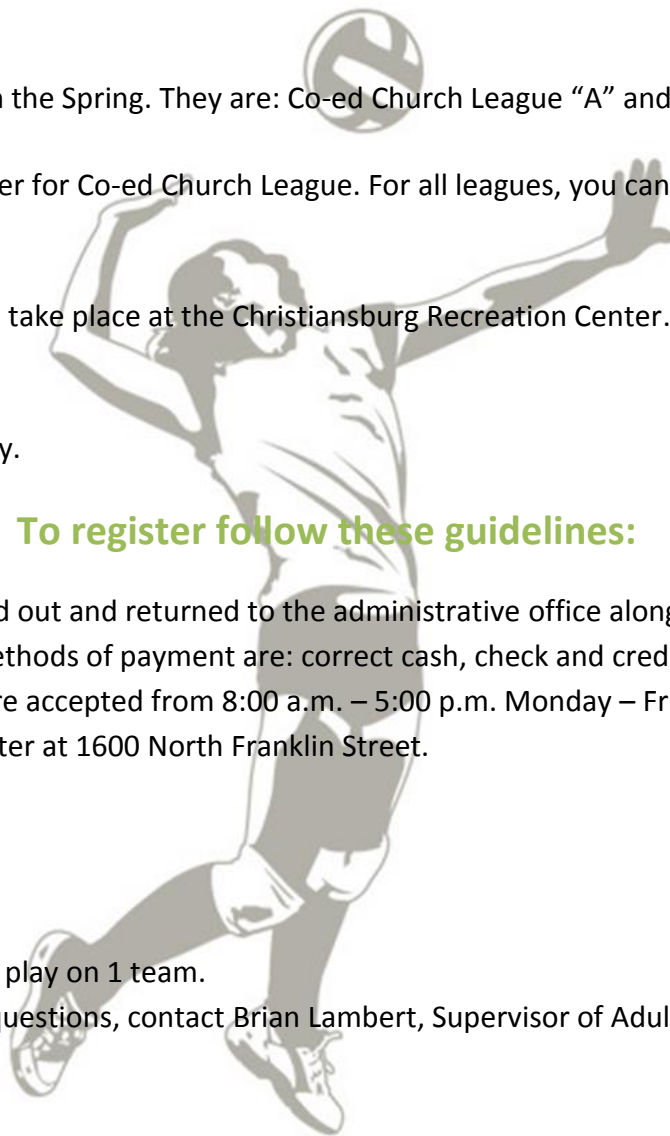 the Spring. They are: Co-ed Church League “A” and
er for Co-ed Church League. For all leagues, you can
take place at the Christiansburg Recreation Center.
y.
To register follow these guidelines:
d out and returned to the administrative office along
ethods of payment are: correct cash, check and cred
re accepted from 8:00 a.m. – 5:00 p.m. Monday – Fr
ter at 1600 North Franklin Street.
play on 1 team.
questions, contact Brian Lambert, Supervisor of Adul